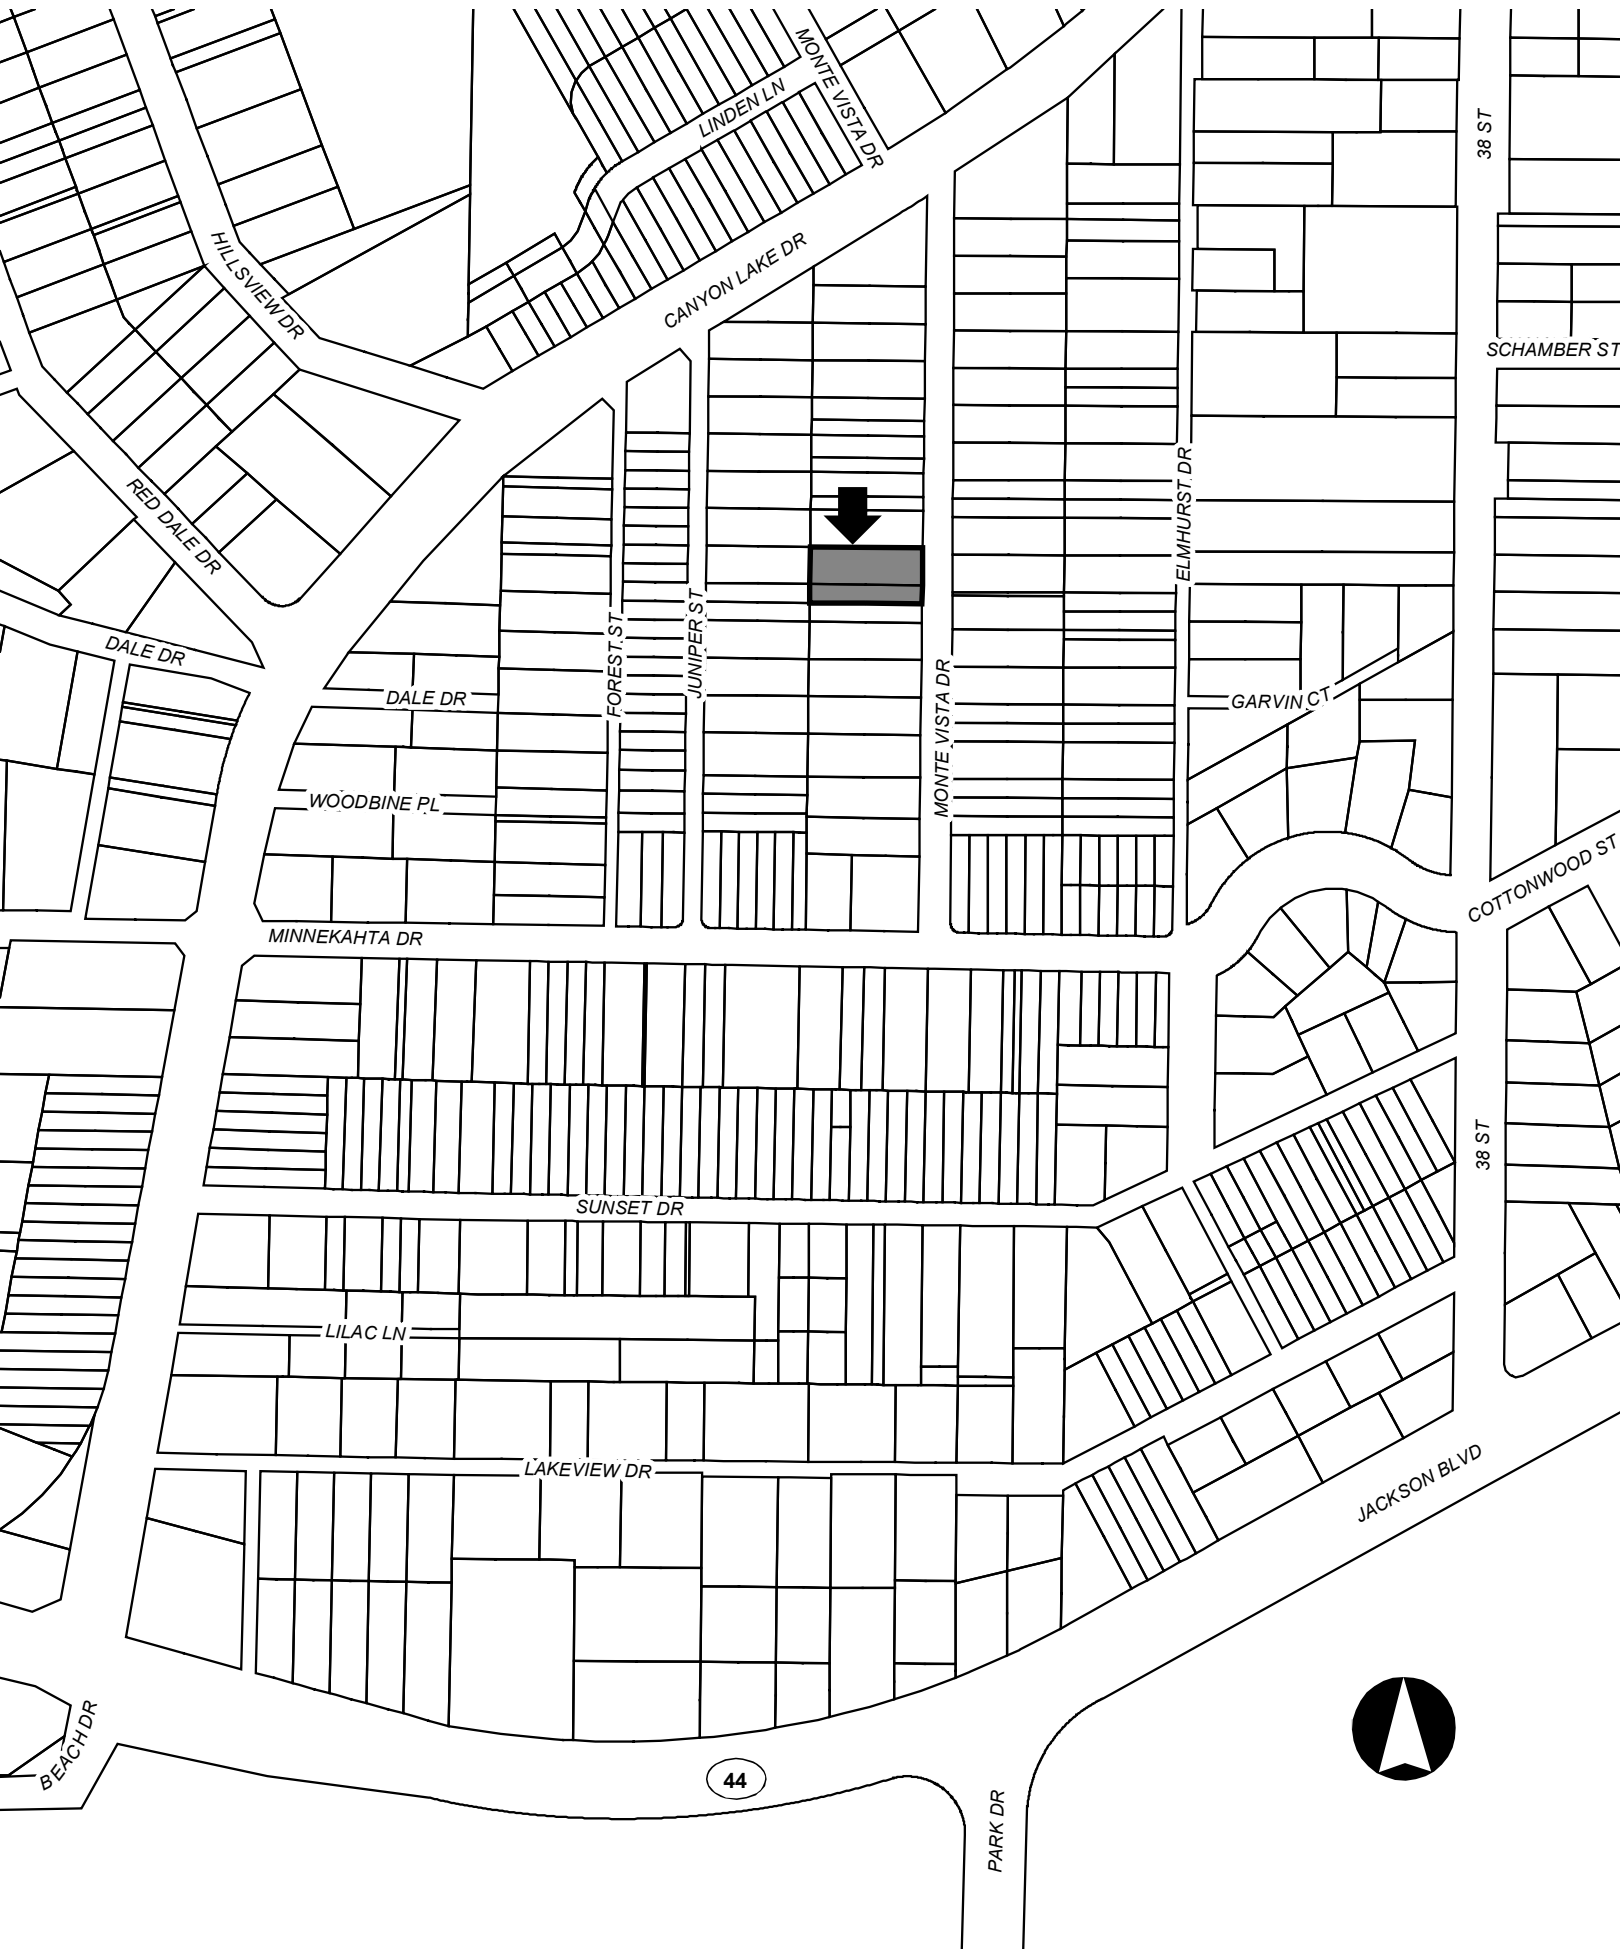 MONTE VISTA DR
LINDEN LN
38 ST
HILLSVIEW DR
CANYON LAKE DR
SCHAMBER ST
RED DALE DR
ELMHURST DR
DALE DR
FOREST ST
JUNIPER ST
DALE DR
MONTE VISTA DR
GARVIN CT
WOODBINE PL
COTTONWOOD ST
MINNEKAHTA DR
38 ST
SUNSET DR
LILAC LN
LAKEVIEW DR
JACKSON BLVD
BEACH DR
44
PARK DR